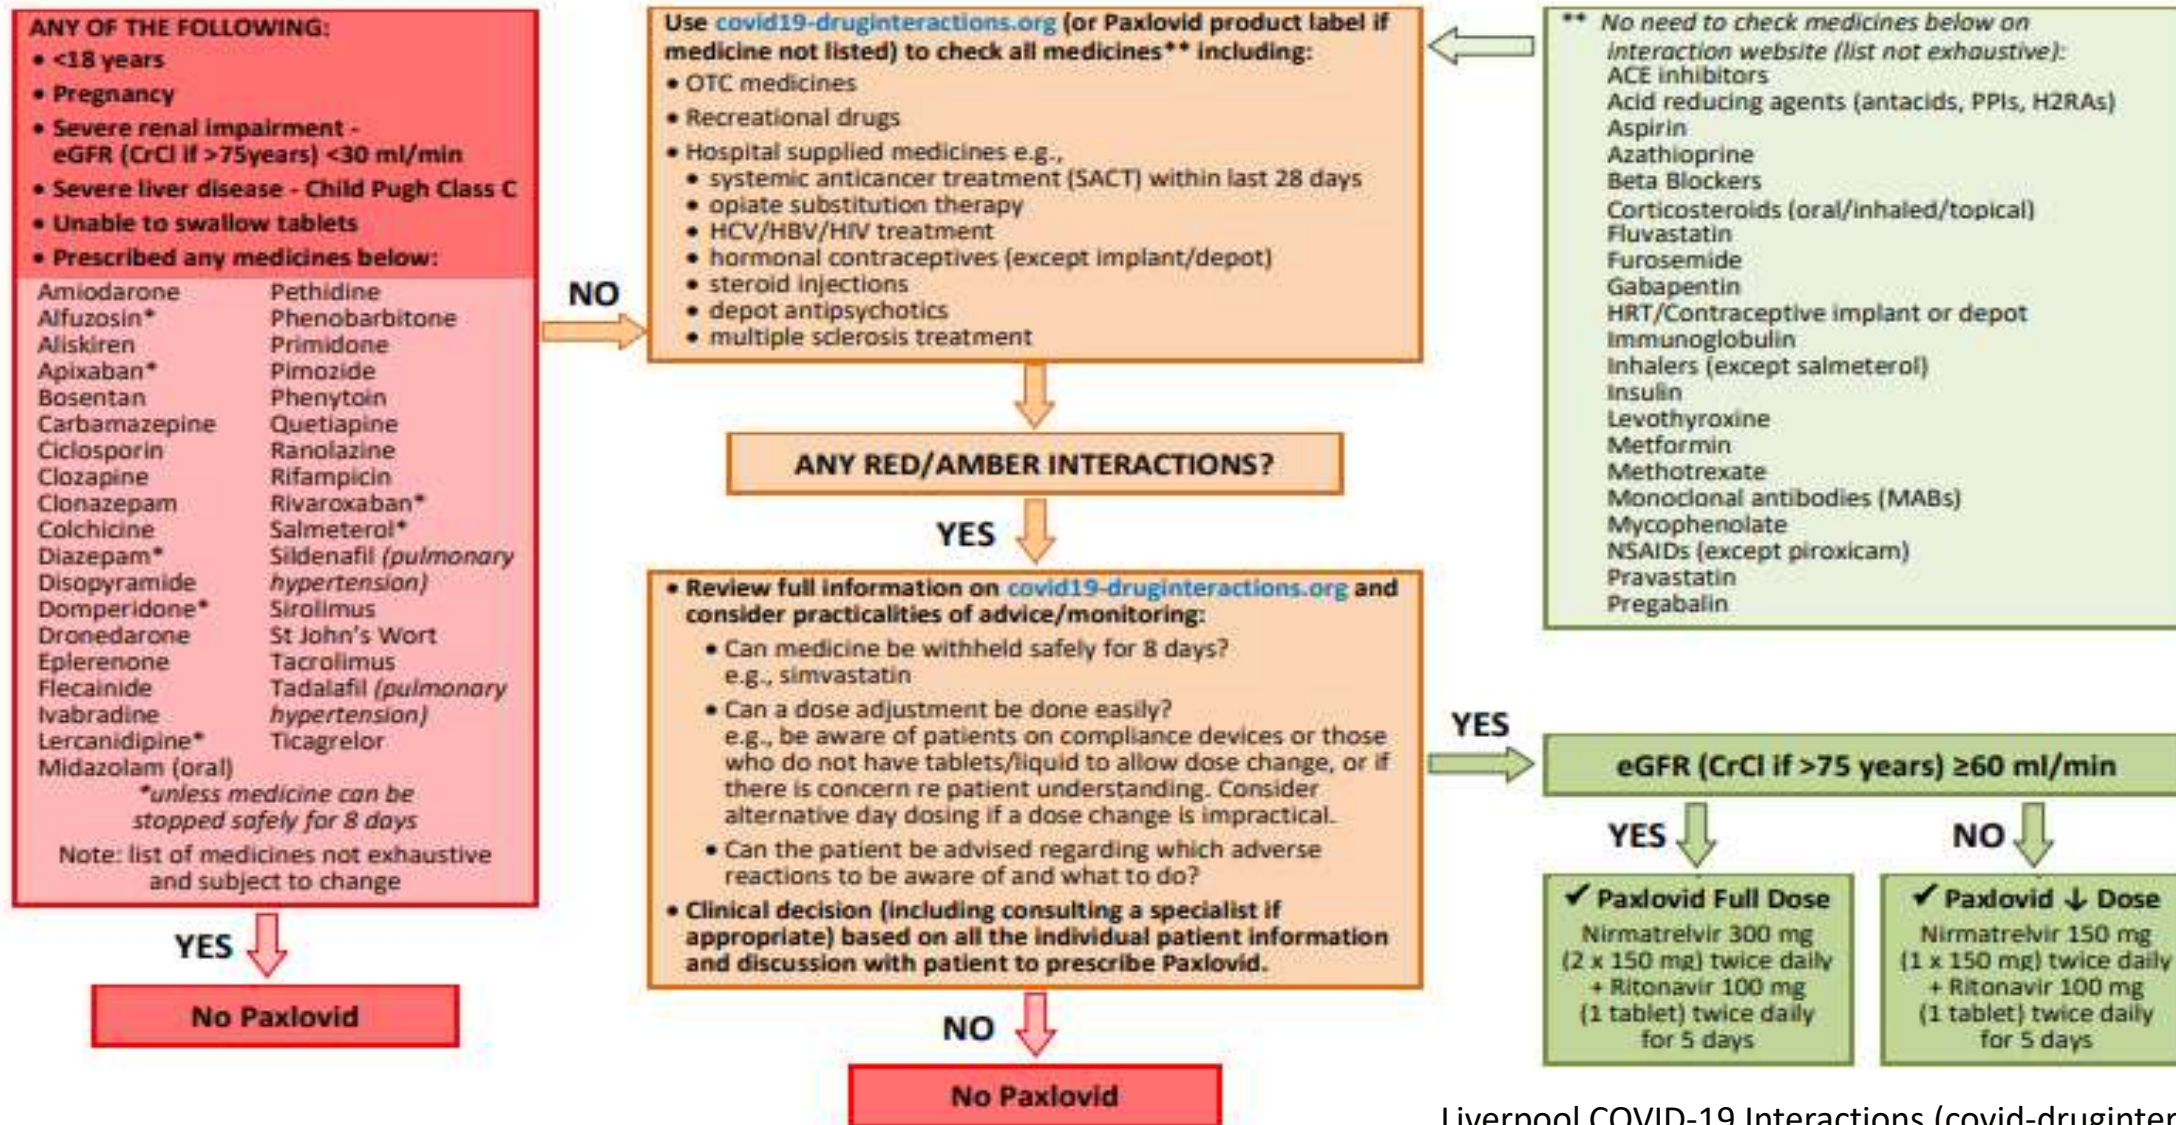 ANY OF THE FOLLOWING:
• <18 years
• Pregnancy
• Severe renal impairment -
eGFR (CrCl if >75years) <30 ml/min
• Severe liver disease - Child Pugh Class C
• Unable to swallow tablets
• Prescribed any medicines below:
Amiodarone
Alfuzosin*
Aliskiren
Apixaban*
Bosentan
Carbamazepine
Ciclosporin
Clozapine
Clonazepam
Colchicine
Diazepam*
Disopyramide
Domperidone*
Dronedarone
Eplerenone
Flecainide
Ivabradine
Lercanidipine*
Midazolam (oral)
Pethidine
Phenobarbitone
Primidone
Pimozide
Phenytoin
Quetiapine
Ranolazine
Rifampicin
Rivaroxaban*
Salmeterol*
Sildenafil (pulmonary
hypertension)
Sirolimus
St John's Wort
Tacrolimus
Tadalafil (pulmonary
hypertension)
Ticagrelor
*unless medicine can be
stopped safely for 8 days
Note: list of medicines not exhaustive
and subject to change
YES
No Paxlovid
NO
Use covid19-druginteractions.org (or Paxlovid product label if
medicine not listed) to check all medicines** including:
• OTC medicines
• Recreational drugs
• Hospital supplied medicines e.g.,
• systemic anticancer treatment (SACT) within last 28 days
• opiate substitution therapy
• HCV/HBV/HIV treatment
• hormonal contraceptives (except implant/depot)
• steroid injections
• depot antipsychotics
• multiple sclerosis treatment
ANY RED/AMBER INTERACTIONS?
YES
• Review full information on covid19-druginteractions.org and
consider practicalities of advice/monitoring:
• Can medicine be withheld safely for 8 days?
e.g., simvastatin
• Can a dose adjustment be done easily?
e.g., be aware of patients on compliance devices or those
who do not have tablets/liquid to allow dose change, or if
there is concern re patient understanding. Consider
alternative day dosing if a dose change is impractical.
• Can the patient be advised regarding which adverse
reactions to be aware of and what to do?
• Clinical decision (including consulting a specialist if
appropriate) based on all the individual patient information
and discussion with patient to prescribe Paxlovid.
NO
No Paxlovid
** No need to check medicines below on
interaction website (list not exhaustive):
ACE inhibitors
Acid reducing agents (antacids, PPIs, H2RAs)
Aspirin
Azathioprine
Beta Blockers
Corticosteroids (oral/inhaled/topical)
Fluvastatin
Furosemide
Gabapentin
HRT/Contraceptive implant or depot
Immunoglobulin
Inhalers (except salmeterol)
Insulin
Levothyroxine
Metformin
Methotrexate
Monoclonal antibodies (MABs)
Mycophenolate
NSAIDs (except piroxicam)
Pravastatin
Pregabalin
YES
eGFR (CrCl if >75 years) ≥60 ml/min
YES
✔ Paxlovid Full Dose
Nirmatrelvir 300 mg
(2 x 150 mg) twice daily
+ Ritonavir 100 mg
(1 tablet) twice daily
for 5 days
NO
✔ Paxlovid ↓ Dose
Nirmatrelvir 150 mg
(1 x 150 mg) twice daily
+ Ritonavir 100 mg
(1 tablet) twice daily
for 5 days
Liverpool COVID-19 Interactions (covid-druginter